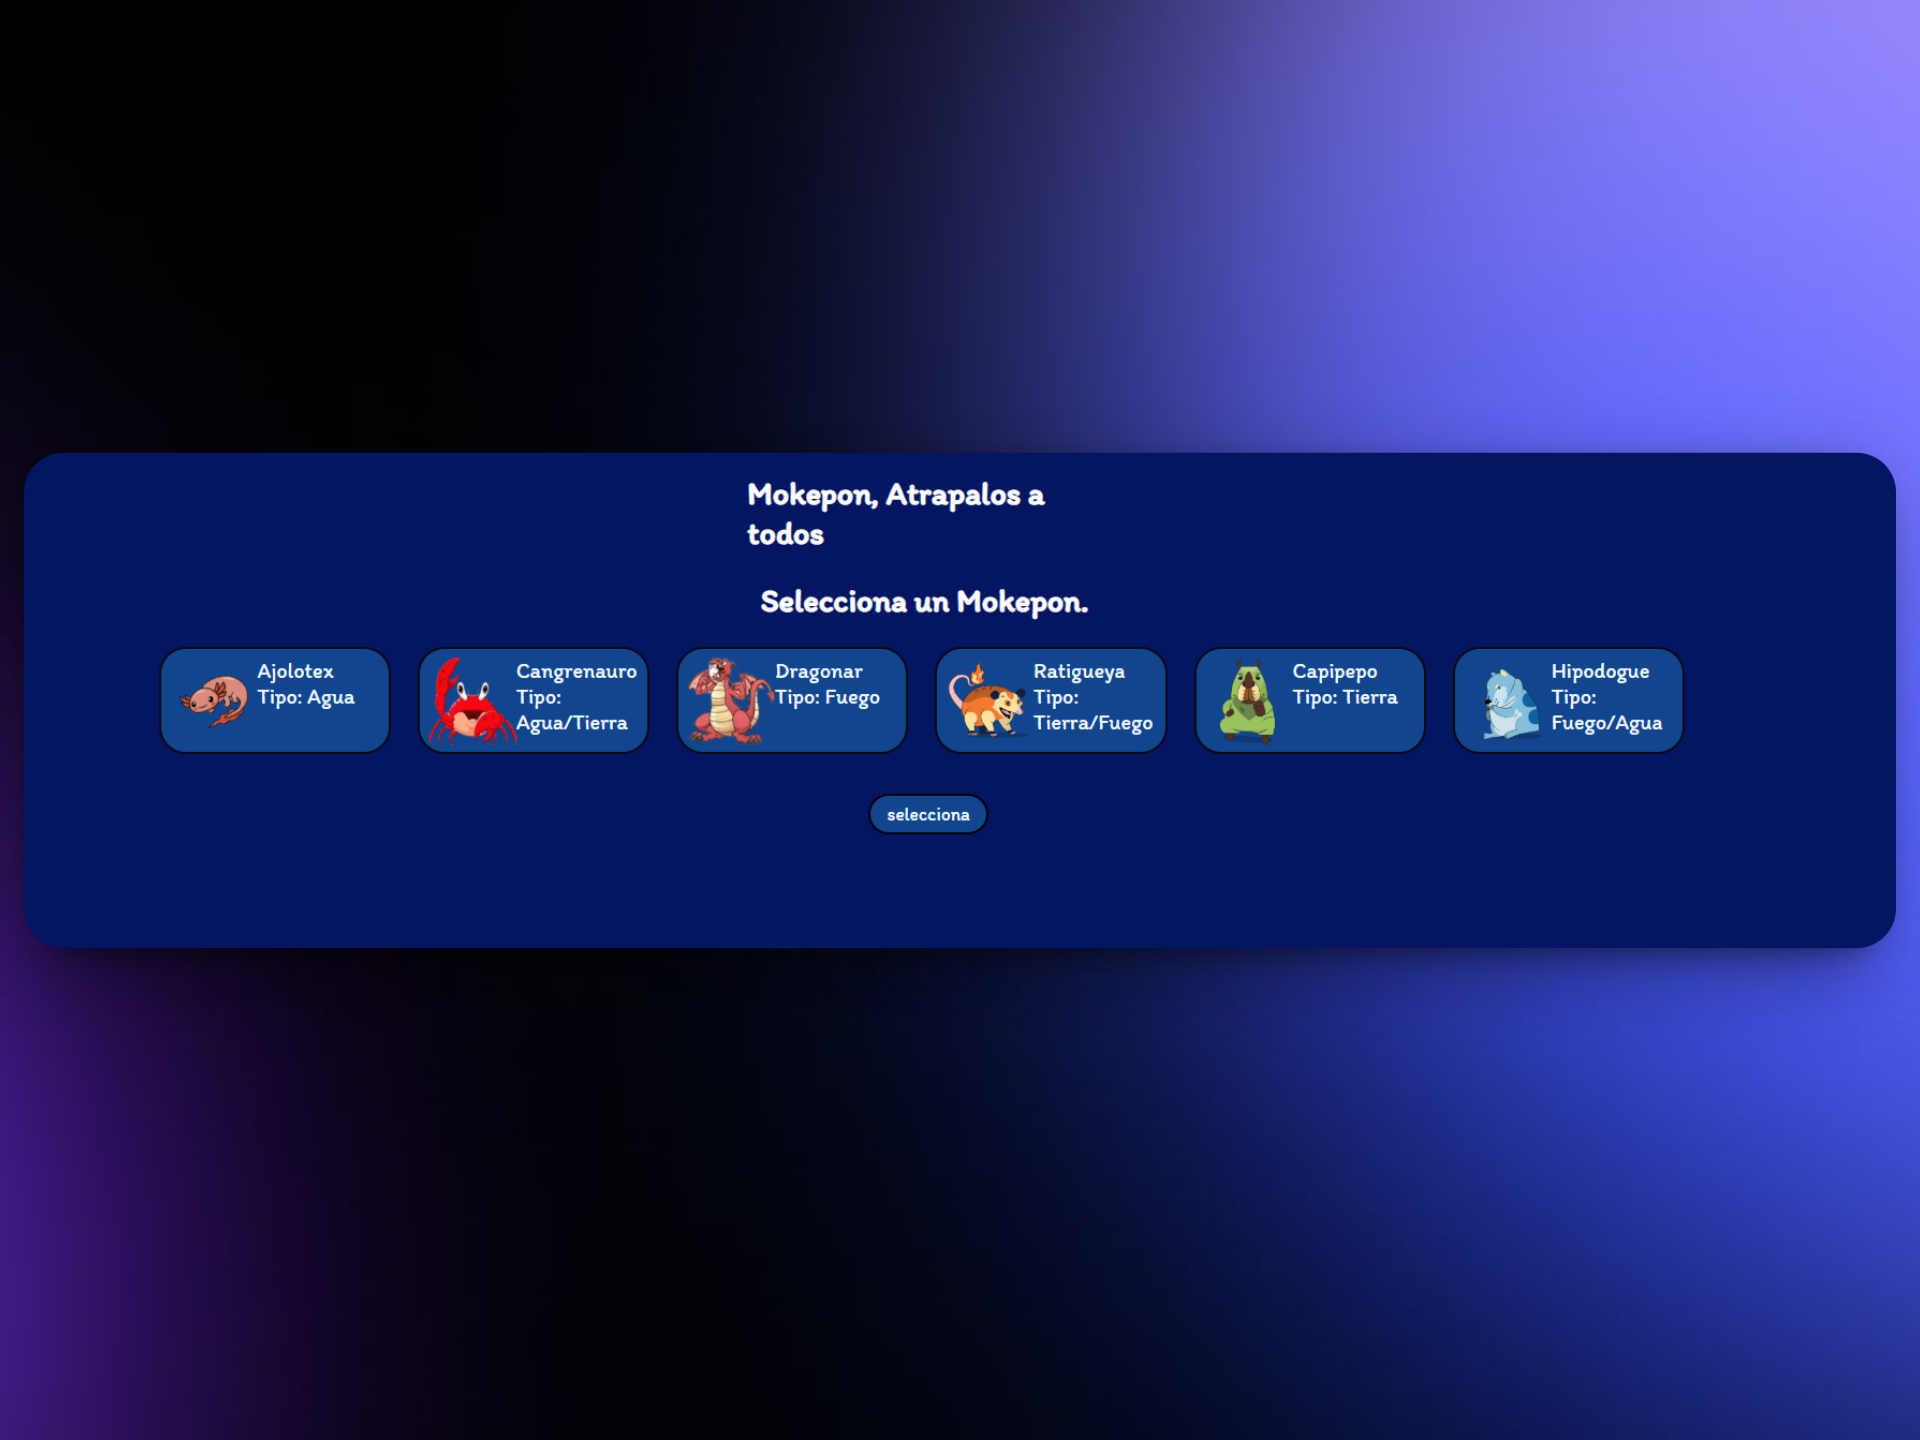 Mokepon, Atrapalos a
todos
Selecciona un Mokepon.
Ajolotex
Tipo: Agua
Cangrenauro
Tipo:
Agua/Tierra
Dragonar
Tipo: Fuego
Ratigueya
Tipo:
Tierra/Fuego
Capipepo
Tipo: Tierra
Hipodogue
Tipo:
Fuego/Agua
selecciona